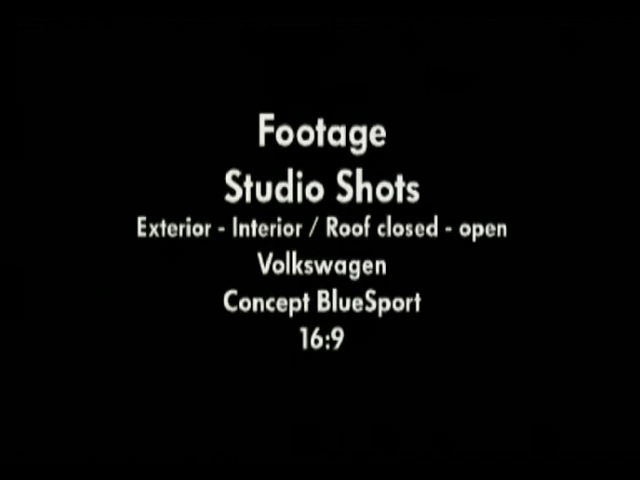 Footage
Studio Shots
Exterior - Interior / Roof closed - open
Volkswagen
Concept BlueSport
16:9